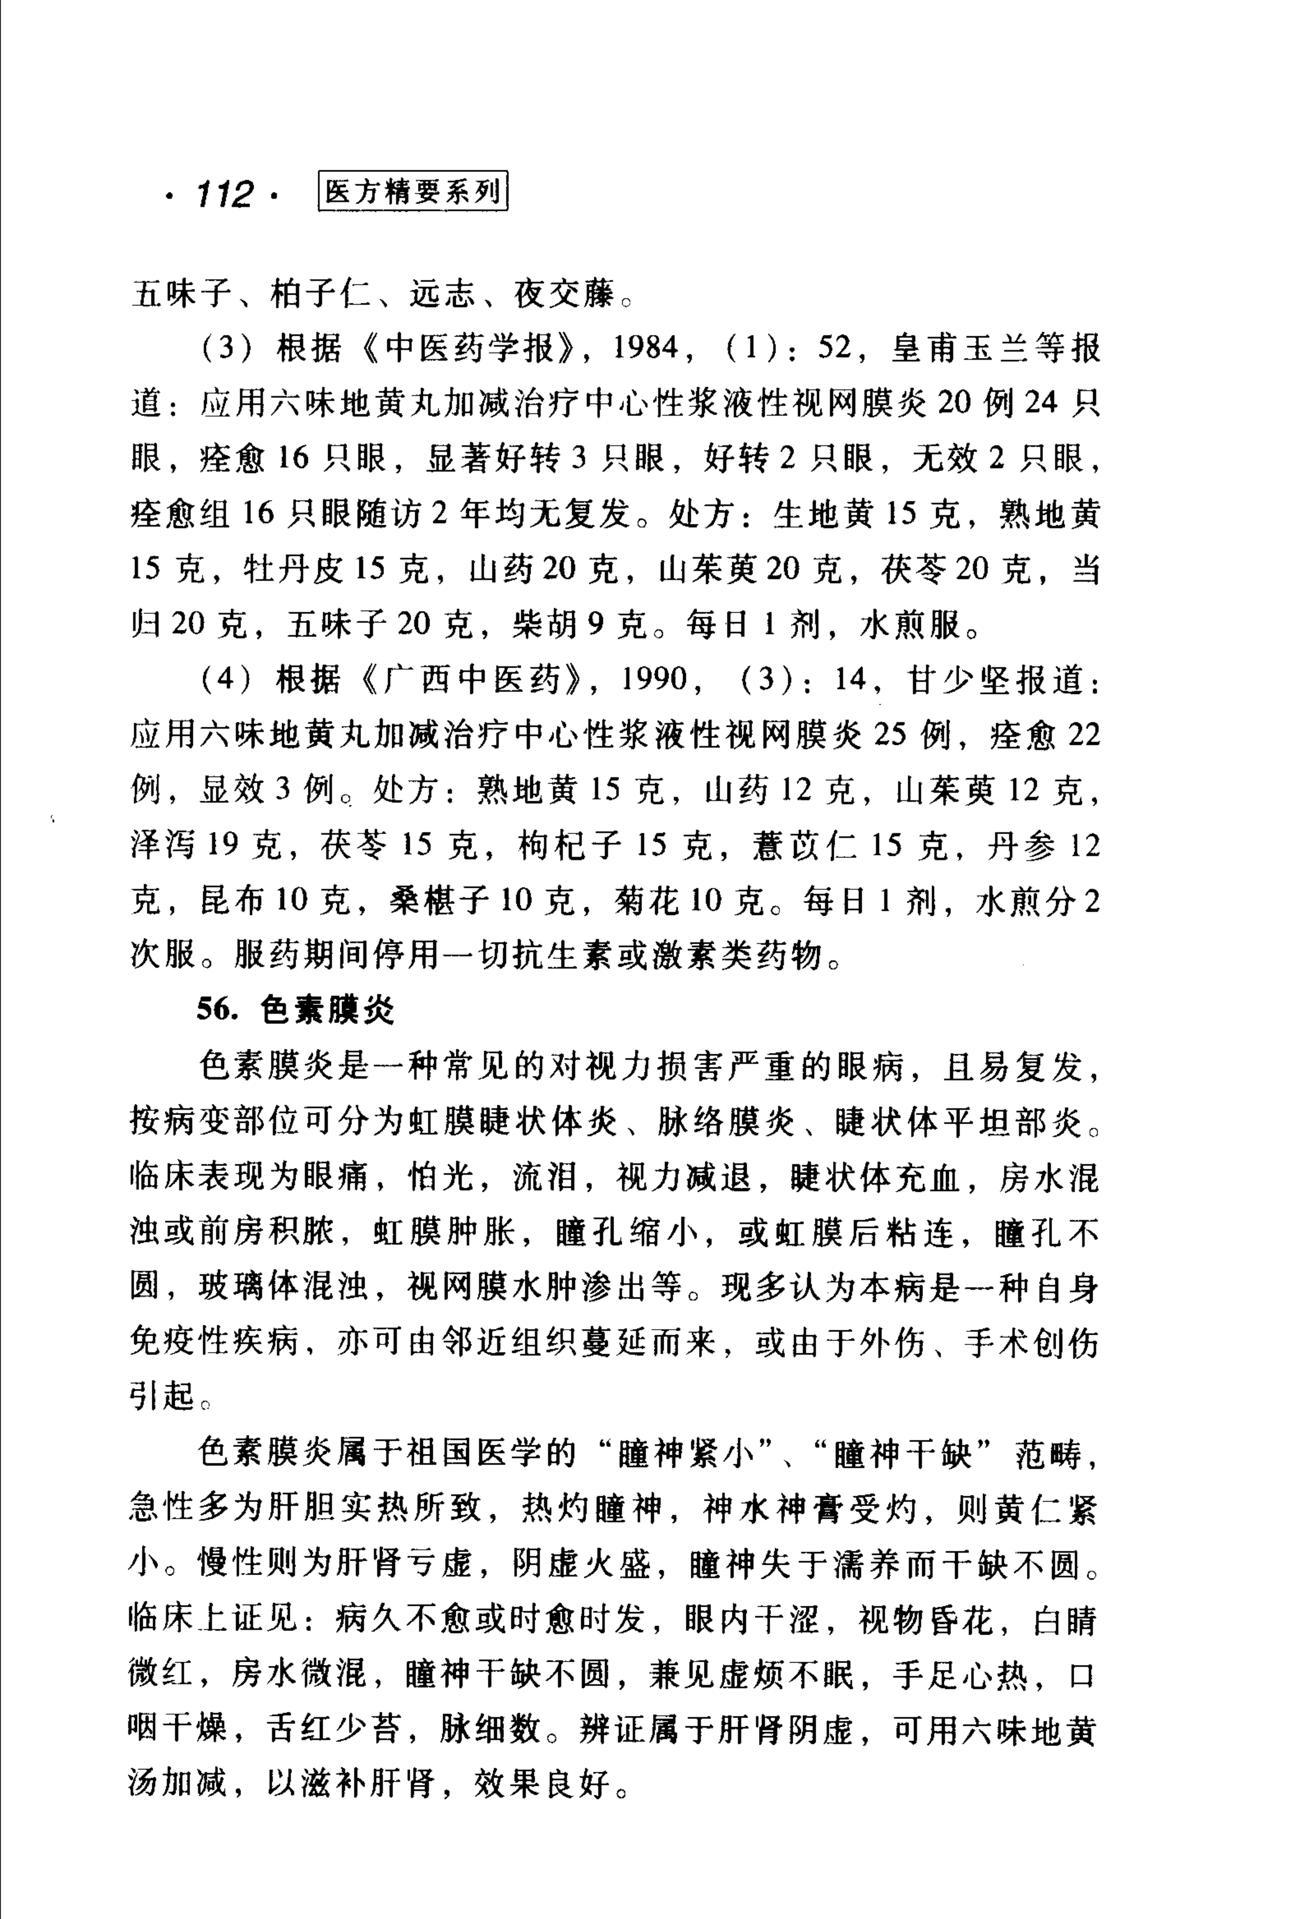 · 112 · 医方精要系列
五味子、柏子仁、远志、夜交藤。
(3) 根据《中医药学报》，1984，(1)：52，皇甫玉兰等报
道：应用六味地黄丸加减治疗中心性浆液性视网膜炎 20 例 24 只
眼，痊愈 16 只眼，显著好转 3 只眼，好转 2 只眼，无效 2 只眼，
痊愈组 16 只眼随访 2 年均无复发。处方：生地黄 15 克，熟地黄
15 克，牡丹皮 15 克，山药 20 克，山茱萸 20 克，茯苓 20 克，当
归 20 克，五味子 20 克，柴胡 9 克。每日 1 剂，水煎服。
(4) 根据《广西中医药》，1990，(3)：14，甘少坚报道：
应用六味地黄丸加减治疗中心性浆液性视网膜炎 25 例，痊愈 22
例，显效 3 例。处方：熟地黄 15 克，山药 12 克，山茱萸 12 克，
泽泻 19 克，茯苓 15 克，枸杞子 15 克，薏苡仁 15 克，丹参 12
克，昆布 10 克，桑椹子 10 克，菊花 10 克。每日 1 剂，水煎分 2
次服。服药期间停用一切抗生素或激素类药物。
56. 色素膜炎
色素膜炎是一种常见的对视力损害严重的眼病，且易复发，
按病变部位可分为虹膜睫状体炎、脉络膜炎、睫状体平坦部炎。
临床表现为眼痛，怕光，流泪，视力减退，睫状体充血，房水混
浊或前房积脓，虹膜肿胀，瞳孔缩小，或虹膜后粘连，瞳孔不
圆，玻璃体混浊，视网膜水肿渗出等。现多认为本病是一种自身
免疫性疾病，亦可由邻近组织蔓延而来，或由于外伤、手术创伤
引起。
色素膜炎属于祖国医学的“瞳神紧小”、“瞳神干缺”范畴，
急性多为肝胆实热所致，热灼瞳神，神水神膏受灼，则黄仁紧
小。慢性则为肝肾亏虚，阴虚火盛，瞳神失于濡养而干缺不圆。
临床上证见：病久不愈或时愈时发，眼内干涩，视物昏花，白睛
微红，房水微混，瞳神干缺不圆，兼见虚烦不眠，手足心热，口
咽干燥，舌红少苔，脉细数。辨证属于肝肾阴虚，可用六味地黄
汤加减，以滋补肝肾，效果良好。